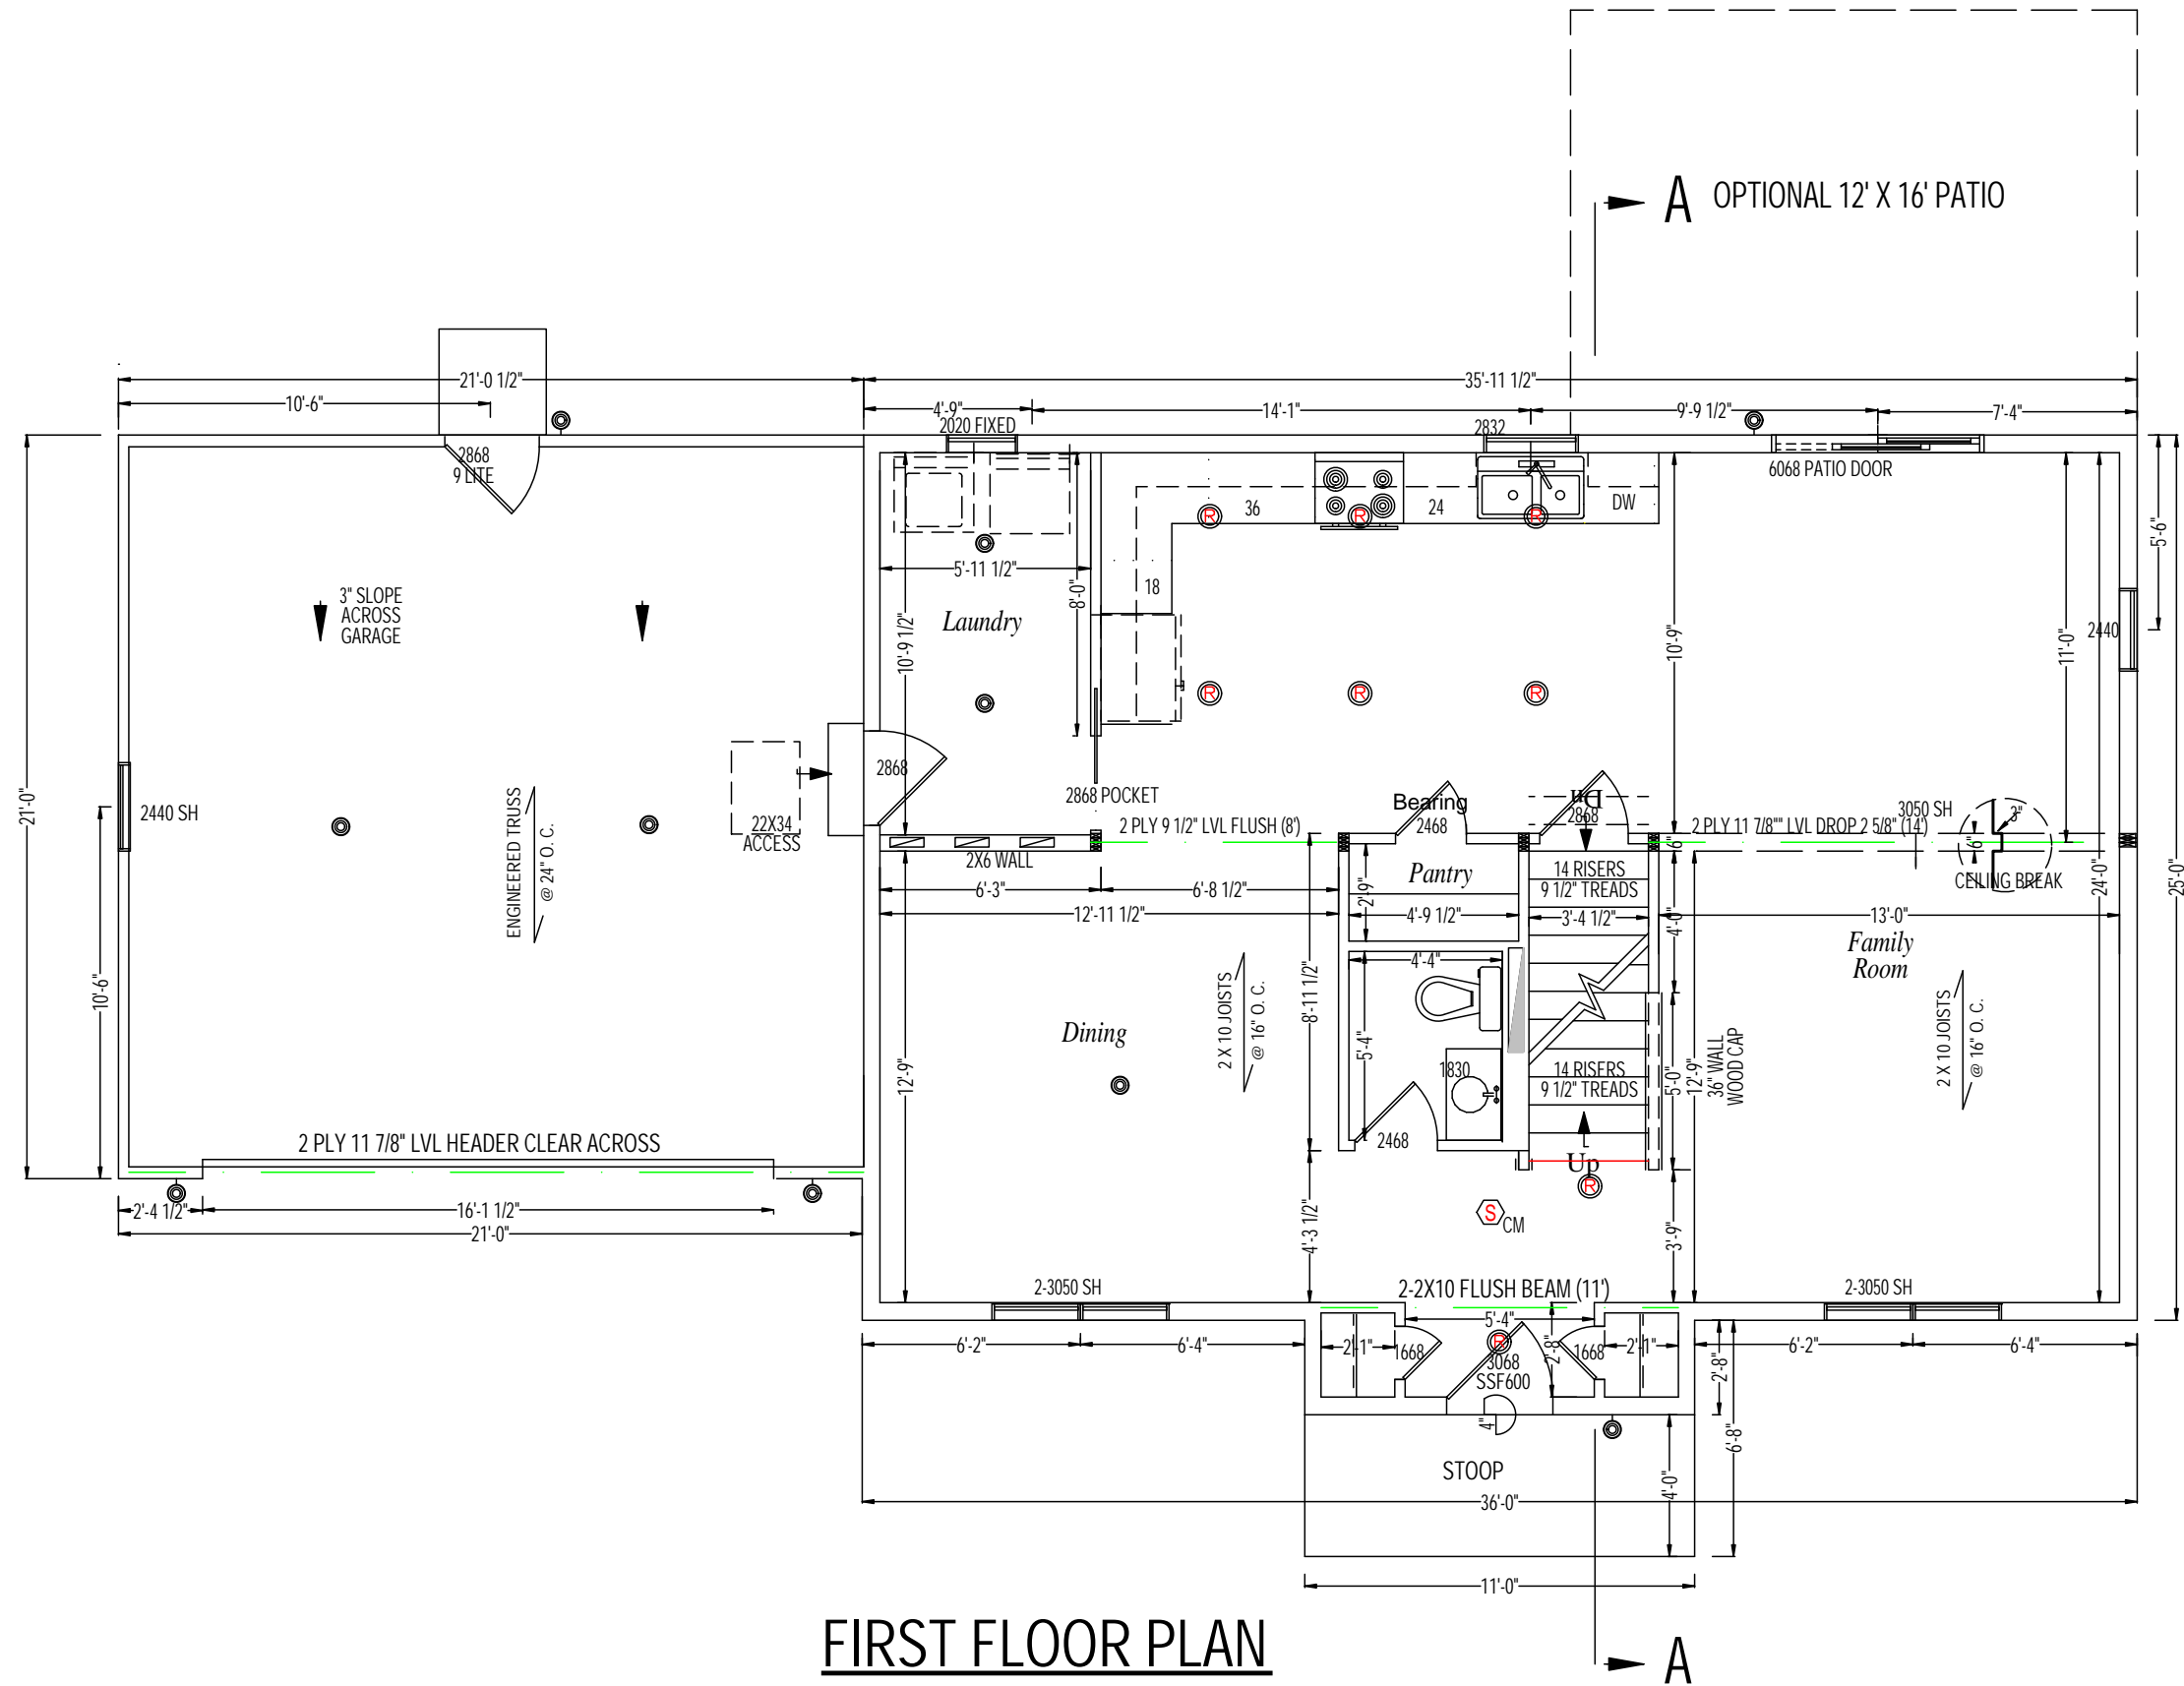 A OPTIONAL 12' X 16' PATIO
21'-0 1/2"
35'-11 1/2"
10'-6"
4'-9"
14'-1"
9'-9 1/2"
7'-4"
2020 FIXED
2832
2868
9 LITE
6068 PATIO DOOR
36
24
DW
R
R
R
5'-6"
5'-11 1/2"
18
8'-0"
3" SLOPE
ACROSS
GARAGE
Laundry
10'-9 1/2"
10'-9"
11'-0"
2440
R
R
R
21'-0"
2440 SH
2868
2868 POCKET
22X34
ACCESS
ENGINEERED TRUSS
@ 24" O. C.
Bearing
2468
Dn
2868
3050 SH
3"
2 PLY 9 1/2" LVL FLUSH (8')
2 PLY 11 7/8"" LVL DROP 2 5/8" (14')
6"
6"
2X6 WALL
CEILING BREAK
24'-0"
25'-0"
Pantry
2'-9"
14 RISERS
9 1/2" TREADS
6'-3"
6'-8 1/2"
12'-11 1/2"
4'-9 1/2"
3'-4 1/2"
4'-0"
13'-0"
Family
Room
4'-4"
8'-11 1/2"
10'-6"
2 X 10 JOISTS
@ 16" O. C.
Dining
5'-4"
1830
14 RISERS
9 1/2" TREADS
5'-0"
12'-9"
36" WALL
WOOD CAP
2 X 10 JOISTS
@ 16" O. C.
12'-9"
2468
2 PLY 11 7/8" LVL HEADER CLEAR ACROSS
Up
R
2'-4 1/2"
16'-1 1/2"
21'-0"
S
CM
4'-3 1/2"
3'-9"
2-3050 SH
2-2X10 FLUSH BEAM (11')
2-3050 SH
5'-4"
6'-2"
6'-4"
2'-1"
1668
R
3068
SSF600
2'-8"
1668
2'-1"
2'-8"
6'-2"
6'-4"
4"
6'-8"
STOOP
4'-0"
36'-0"
11'-0"
FIRST FLOOR PLAN
A